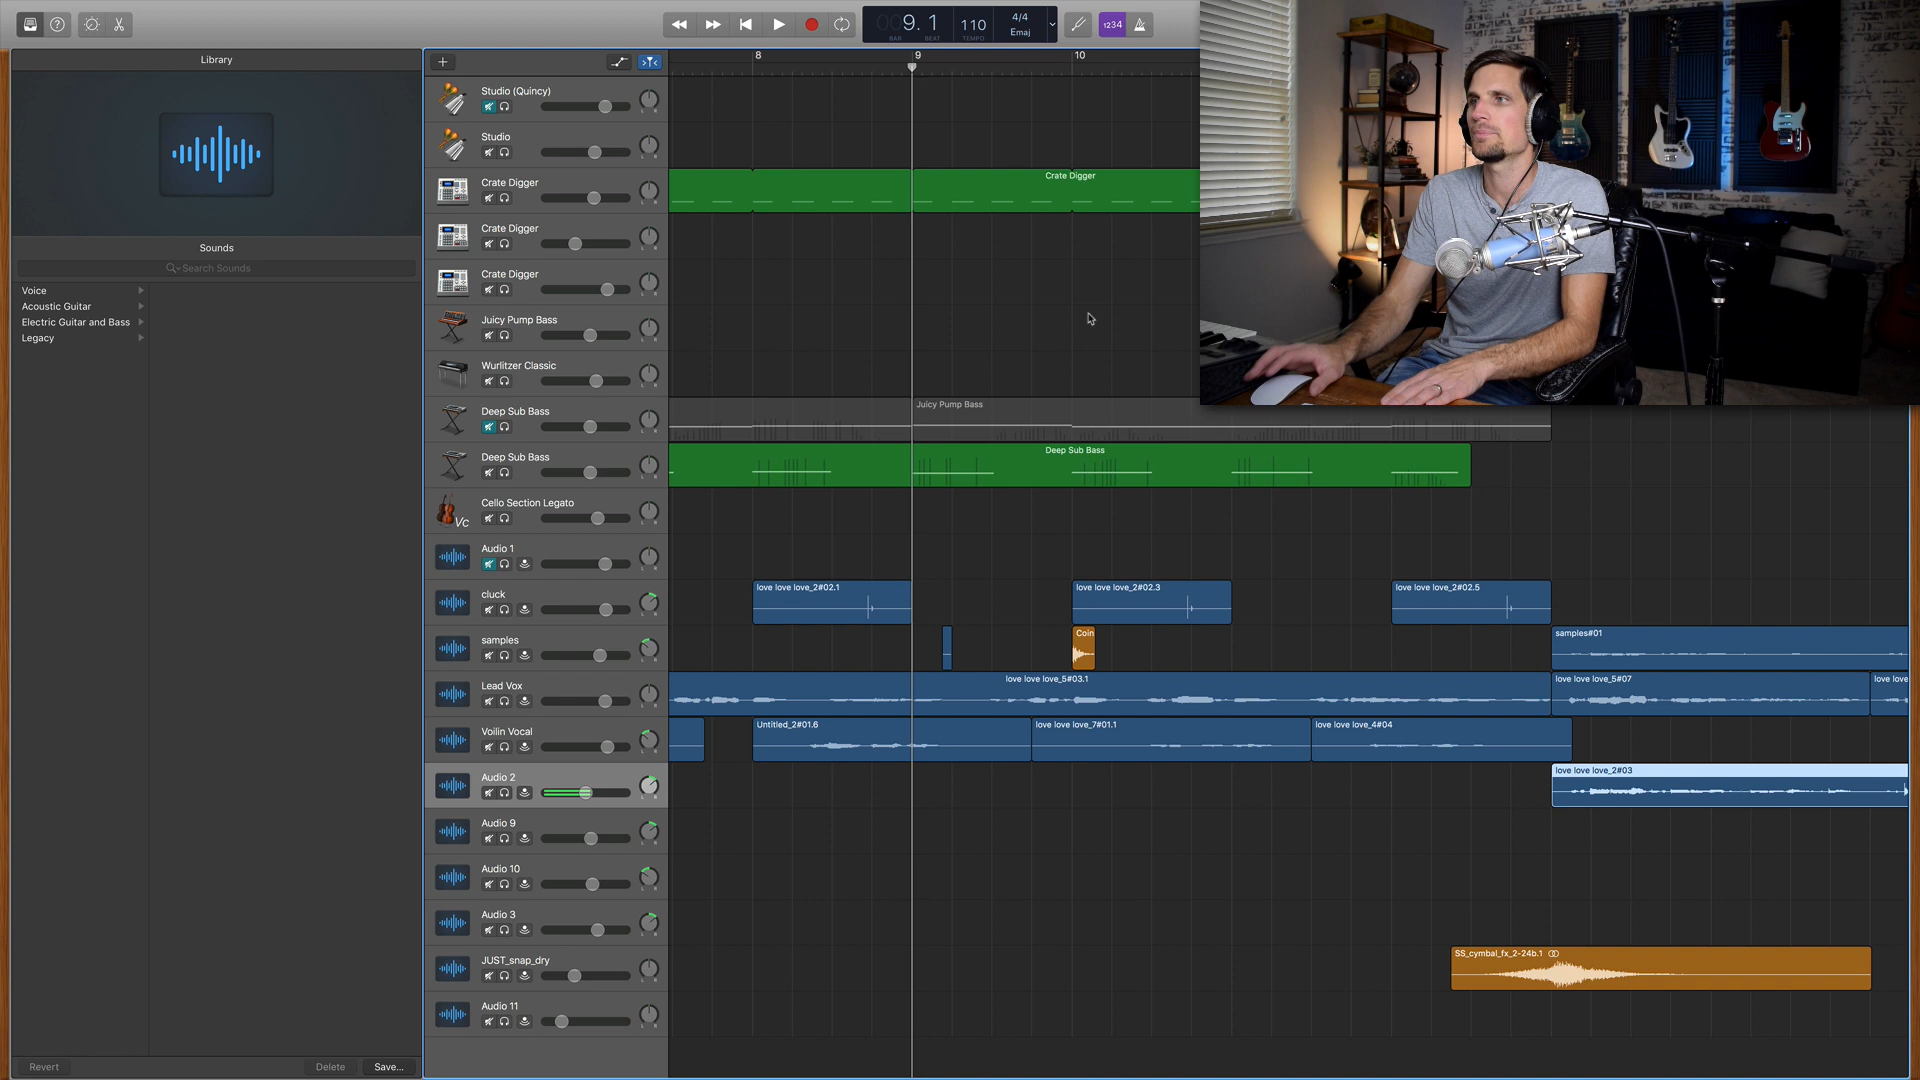 009. 1
BAR BEAT
110
TEMPO
4/4
Emaj
1234
Library
8
9
10
Sounds
Search Sounds
Voice
Acoustic Guitar
Electric Guitar and Bass
Legacy
Studio (Quincy)
Studio
Crate Digger
Crate Digger
Crate Digger
Crate Digger
Juicy Pump Bass
Wurlitzer Classic
Deep Sub Bass
Juicy Pump Bass
Deep Sub Bass
Deep Sub Bass
Cello Section Legato
Vc
Audio 1
cluck
love love love_2#02.1
love love love_2#02.3
love love love_2#02.5
samples
Coin
samples#01
Lead Vox
love love love_5#03.1
love love love_5#07
love love
Voilin Vocal
Untitled_2#01.6
love love love_7#01.1
love love love_4#04
Audio 2
love love love_2#03
Audio 9
Audio 10
Audio 3
JUST_snap_dry
SS_cymbal_fx_2-24b.1
Audio 11
Revert
Delete
Save...